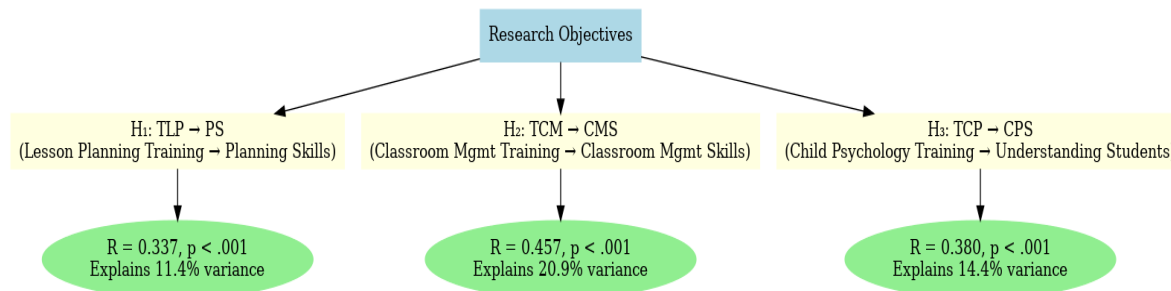 Research Objectives
H₁: TLP → PS
(Lesson Planning Training → Planning Skills)
H₂: TCM → CMS
(Classroom Mgmt Training → Classroom Mgmt Skills)
H₃: TCP → CPS
(Child Psychology Training → Understanding Students
R = 0.337, p < .001
Explains 11.4% variance
R = 0.457, p < .001
Explains 20.9% variance
R = 0.380, p < .001
Explains 14.4% variance